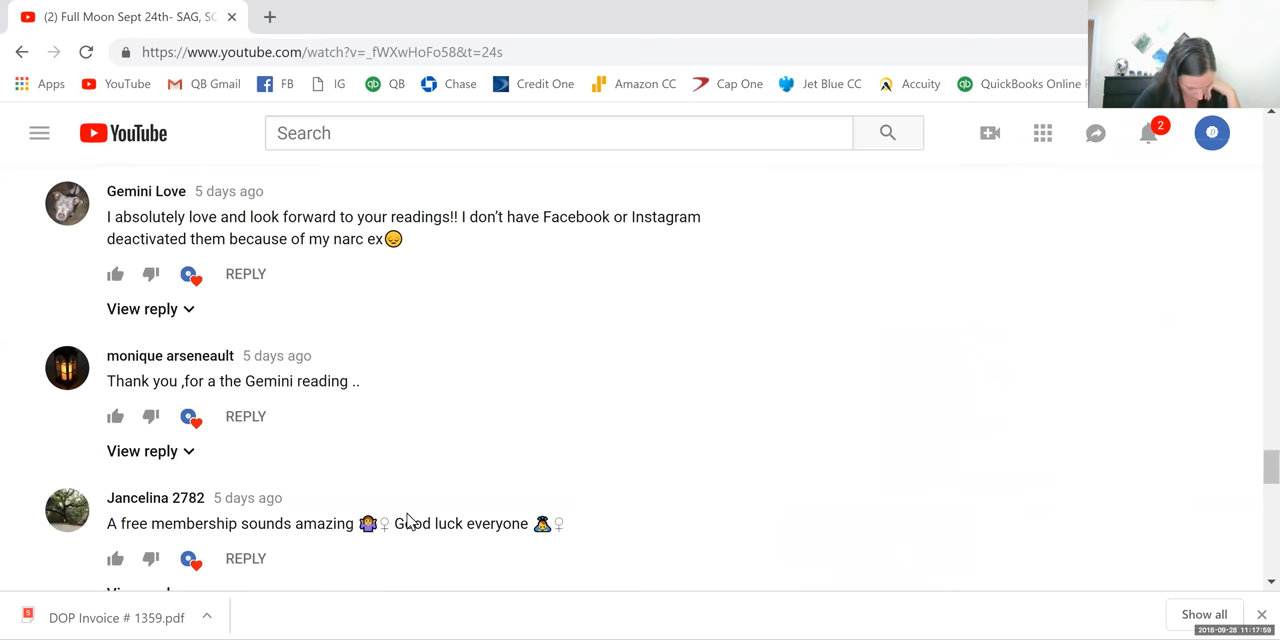 (2) Full Moon Sept 24th- SAG, SC
https://www.youtube.com/watch?v=_fWXwHoFo58&t=24s
Apps YouTube QB Gmail FB IG QB Chase Credit One Amazon CC Cap One Jet Blue CC Accuity QuickBooks Online
YouTube Search 2
Gemini Love 5 days ago
I absolutely love and look forward to your readings!! I don’t have Facebook or Instagram
deactivated them because of my narc ex😞
REPLY
View reply
monique arseneault 5 days ago
Thank you ,for a the Gemini reading ..
REPLY
View reply
Jancelina 2782 5 days ago
A free membership sounds amazing 🤷♀ Good luck everyone 🙇♀
REPLY
DOP Invoice # 1359.pdf Show all
2018-09-28 11:17:59